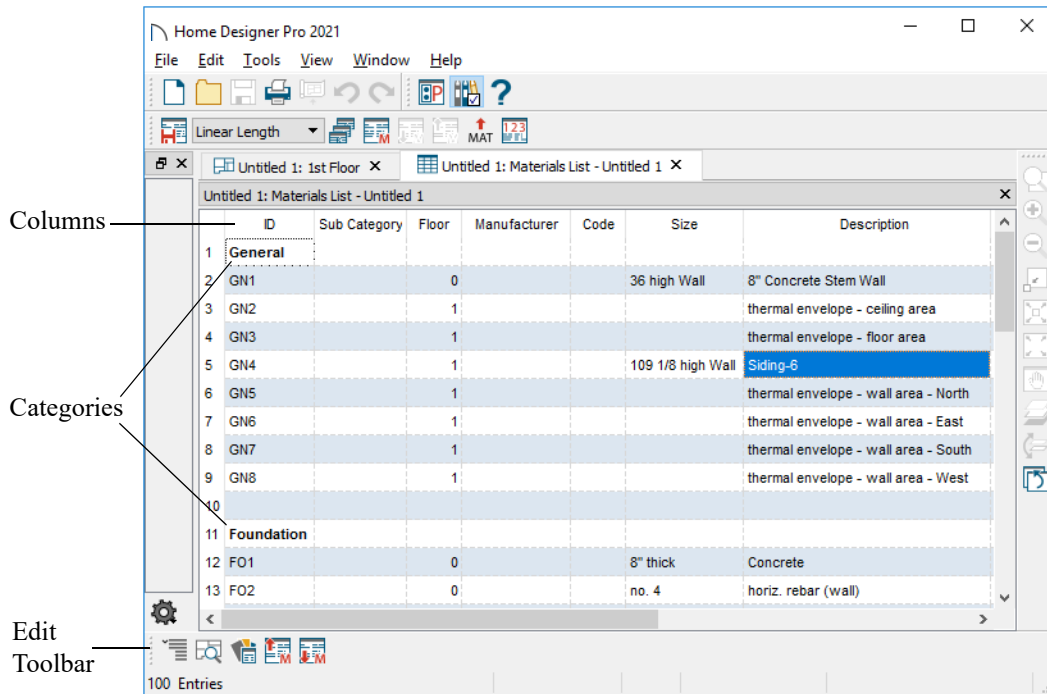 Home Designer Pro 2021
File Edit Tools View Window Help
P ?
Linear Length M MAT 123
Untitled 1: 1st Floor X Untitled 1: Materials List - Untitled 1 X
Untitled 1: Materials List - Untitled 1
Columns
ID Sub Category Floor Manufacturer Code Size Description
1 General
2 GN1 0 36 high Wall 8" Concrete Stem Wall
3 GN2 1 thermal envelope - ceiling area
4 GN3 1 thermal envelope - floor area
5 GN4 1 109 1/8 high Wall Siding-6
Categories
6 GN5 1 thermal envelope - wall area - North
7 GN6 1 thermal envelope - wall area - East
8 GN7 1 thermal envelope - wall area - South
9 GN8 1 thermal envelope - wall area - West
10
11 Foundation
12 FO1 0 8" thick Concrete
13 FO2 0 no. 4 horiz. rebar (wall)
Edit
Toolbar
M M
100 Entries